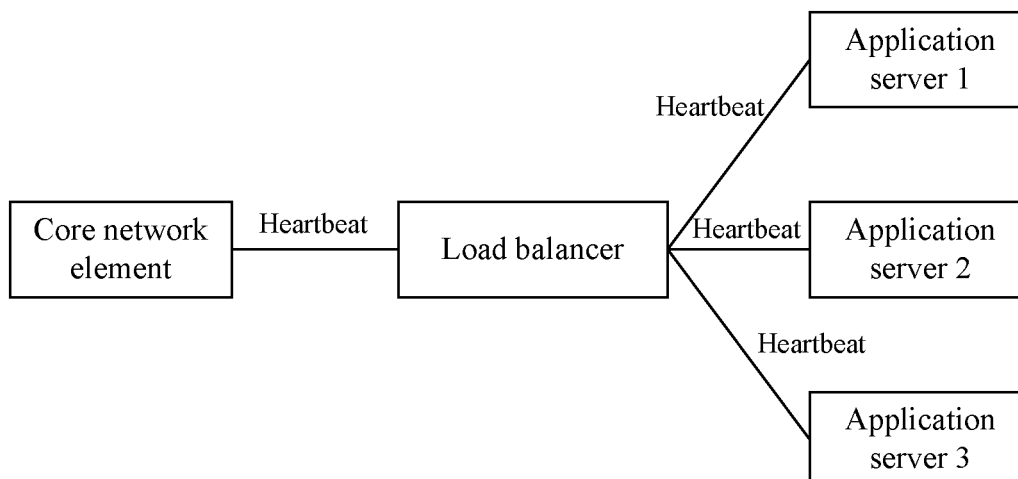 Application
server 1
Heartbeat
Core network
element
Heartbeat
Load balancer
Heartbeat
Application
server 2
Heartbeat
Application
server 3